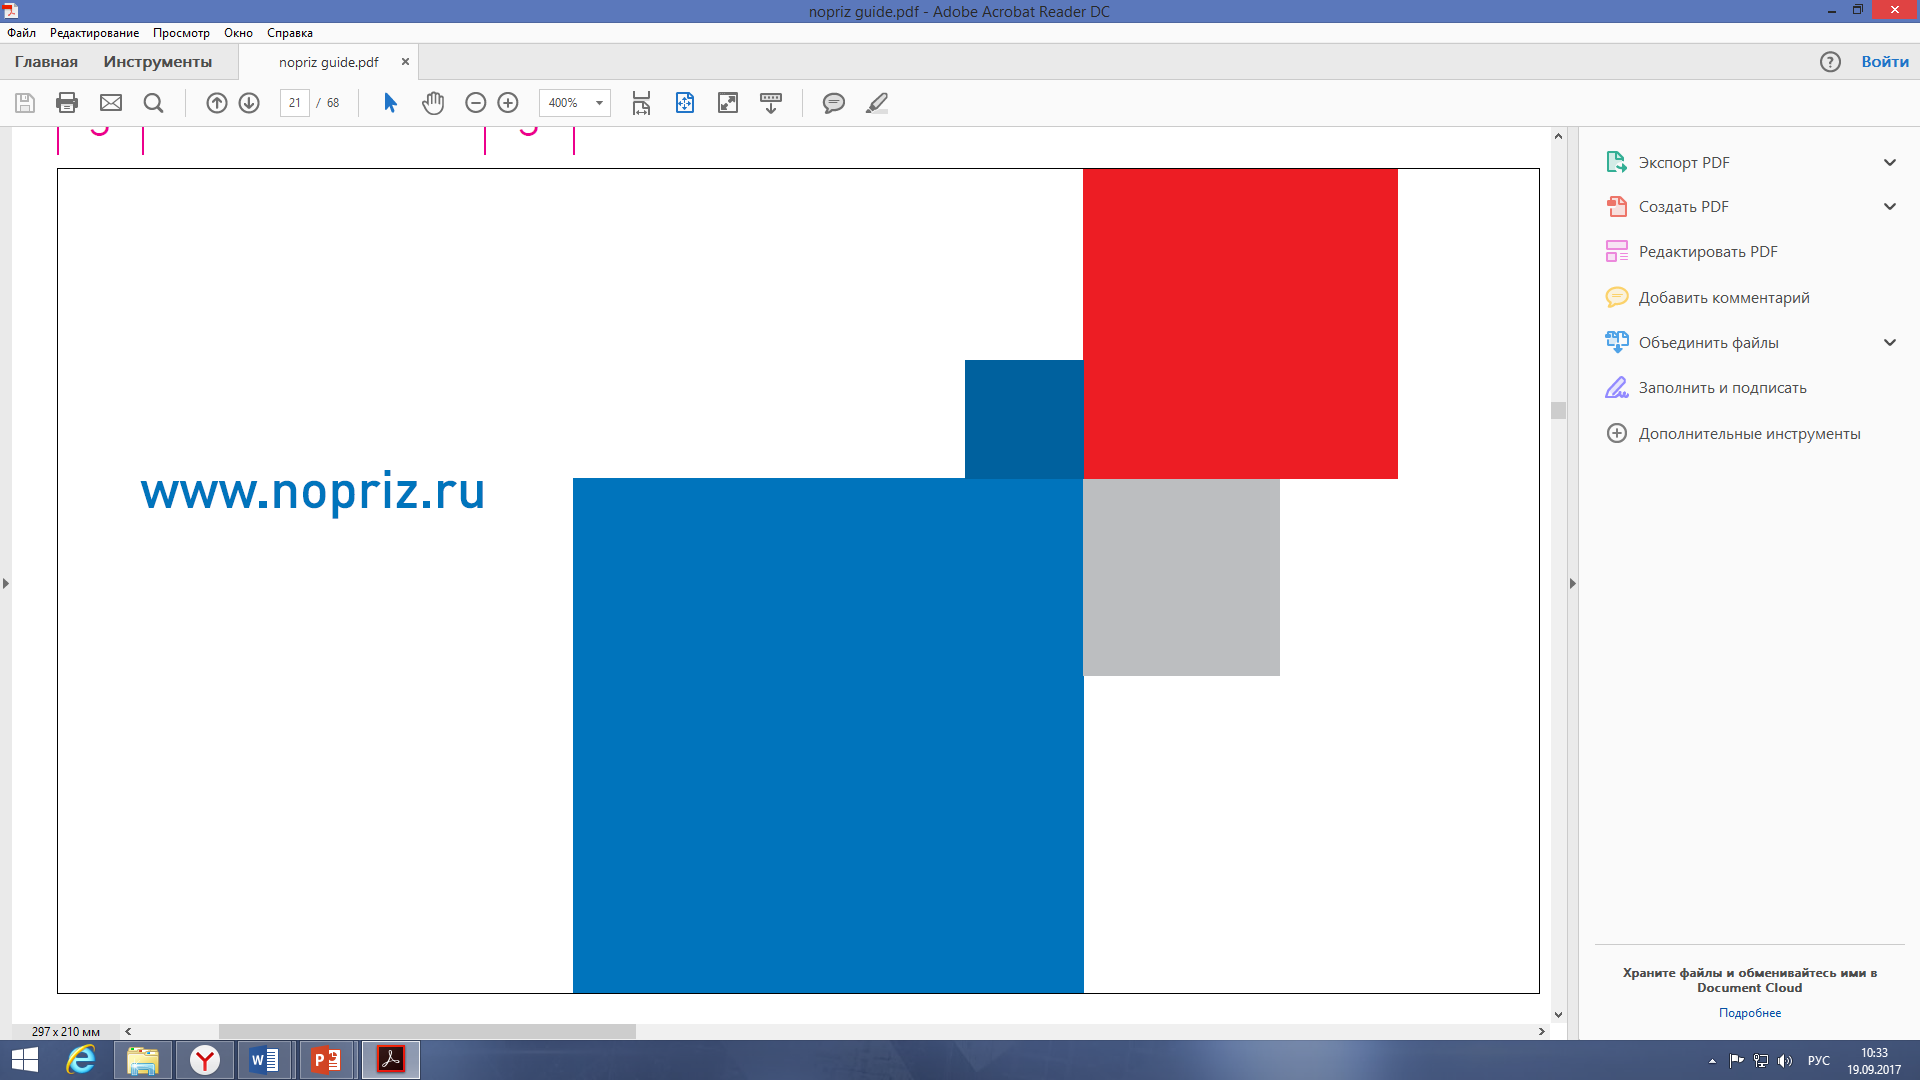 nopriz guide.pdf - Adobe Acrobat Reader DC
Файл Редактирование Просмотр Окно Справка
Главная Инструменты nopriz guide.pdf × Войти
21 / 68 400%
www.nopriz.ru
Экспорт PDF
Создать PDF
Редактировать PDF
Добавить комментарий
Объединить файлы
Заполнить и подписать
Дополнительные инструменты
Храните файлы и обменивайтесь ими в
Document Cloud
Подробнее
297 x 210 мм
РУС
10:33
19.09.2017